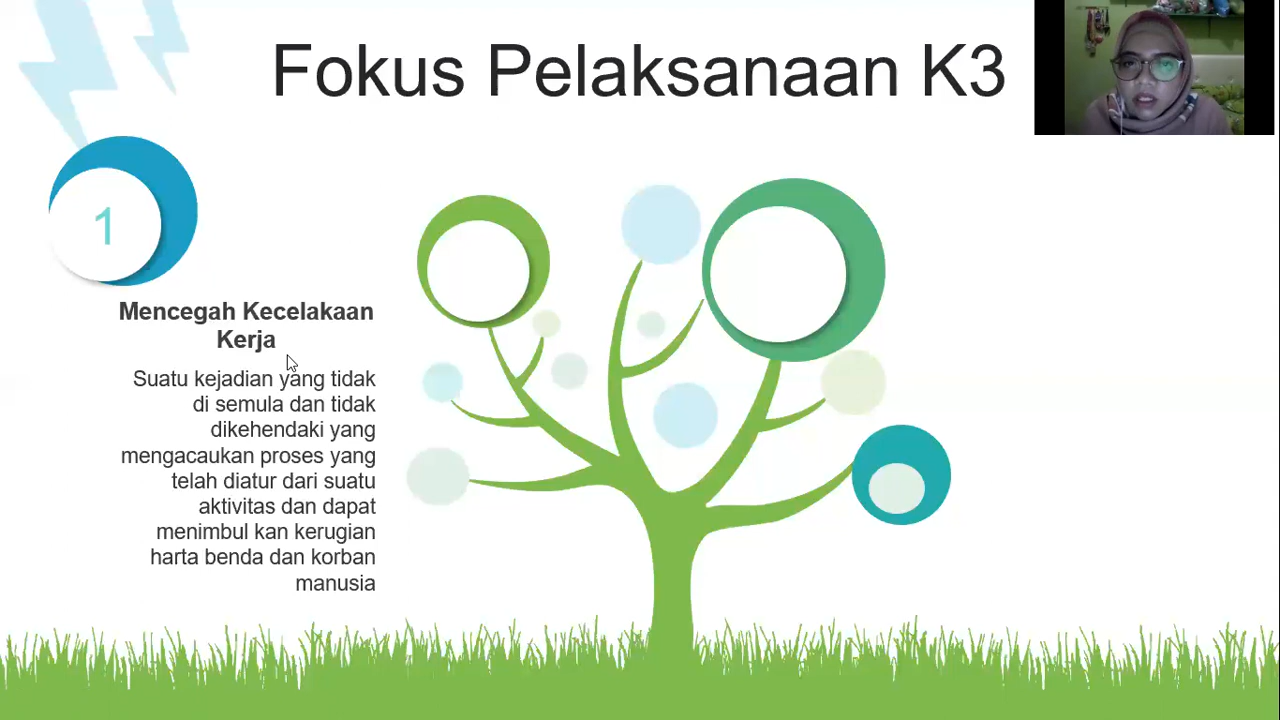 Fokus Pelaksanaan K3
1
Mencegah Kecelakaan
Kerja
Suatu kejadian yang tidak
di semula dan tidak
dikehendaki yang
mengacaukan proses yang
telah diatur dari suatu
aktivitas dan dapat
menimbul kan kerugian
harta benda dan korban
manusia